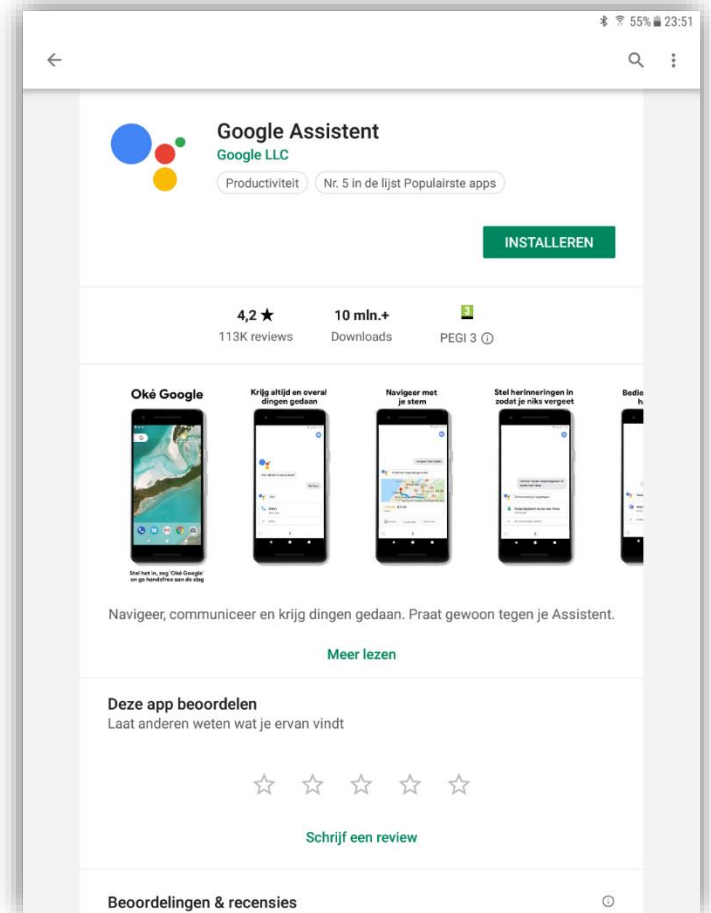 55% 23:51
Google Assistent
Google LLC
Productiviteit Nr. 5 in de lijst Populairste apps
INSTALLEREN
4,2 ★ 10 mln.+ 3
113K reviews Downloads PEGI 3
Oké Google
Stel het in, zeg 'Oké Google'
en ga handsfree aan de slag
Krijg altijd en overal
dingen gedaan
Navigeer met
je stem
Stel herinneringen in
zodat je niks vergeet
Bedie
h
Navigeer, communiceer en krijg dingen gedaan. Praat gewoon tegen je Assistent.
Meer lezen
Deze app beoordelen
Laat anderen weten wat je ervan vindt
Schrijf een review
Beoordelingen & recensies